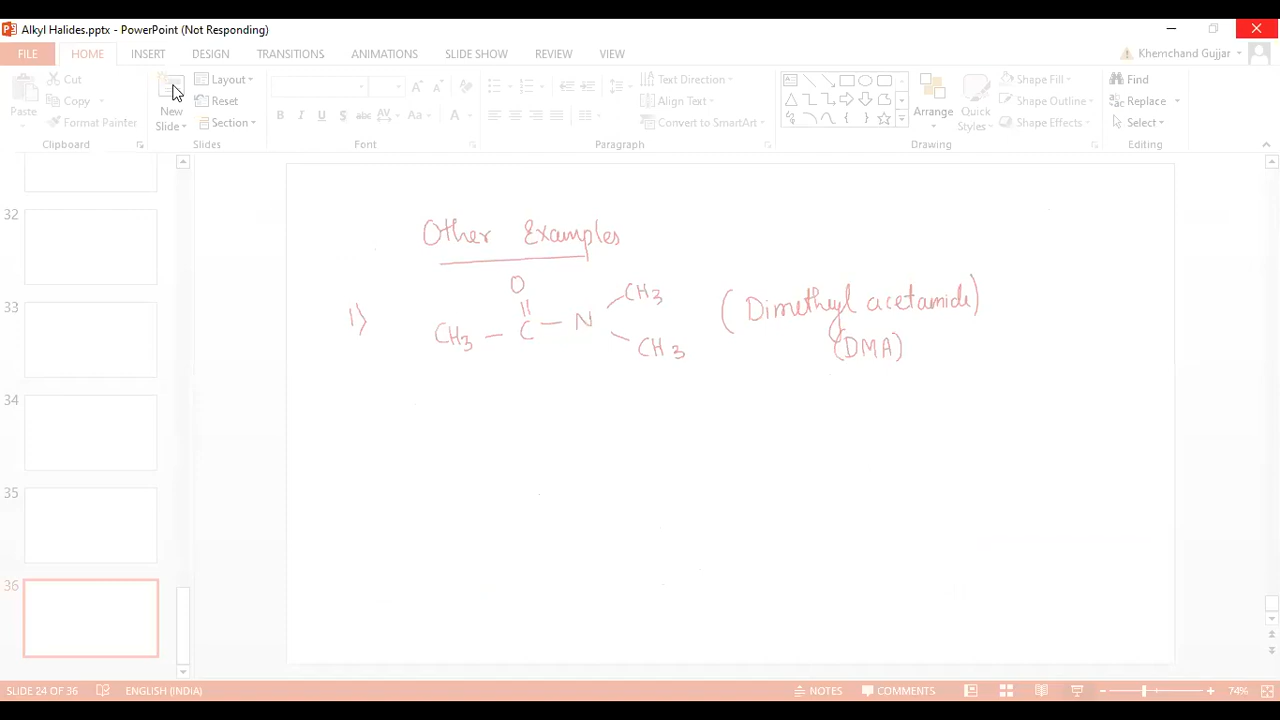 Alkyl Halides.pptx - PowerPoint (Not Responding)
FILE HOME INSERT DESIGN TRANSITIONS ANIMATIONS SLIDE SHOW REVIEW VIEW Khemchand Gujjar
Paste
Cut
Copy
Format Painter
Clipboard
New
Slide
Layout
Reset
Section
Slides
B I U S abc AV Aa A
Font
Text Direction
Align Text
Convert to SmartArt
Paragraph
Arrange
Quick
Styles
Shape Fill
Shape Outline
Shape Effects
Drawing
Find
Replace
Select
Editing
32
33
34
35
36
Other Examples
O
1) CH3 - C - N CH3
CH3
(Dimethyl acetamide)
(DMA)
SLIDE 24 OF 36 ENGLISH (INDIA) NOTES COMMENTS 74%